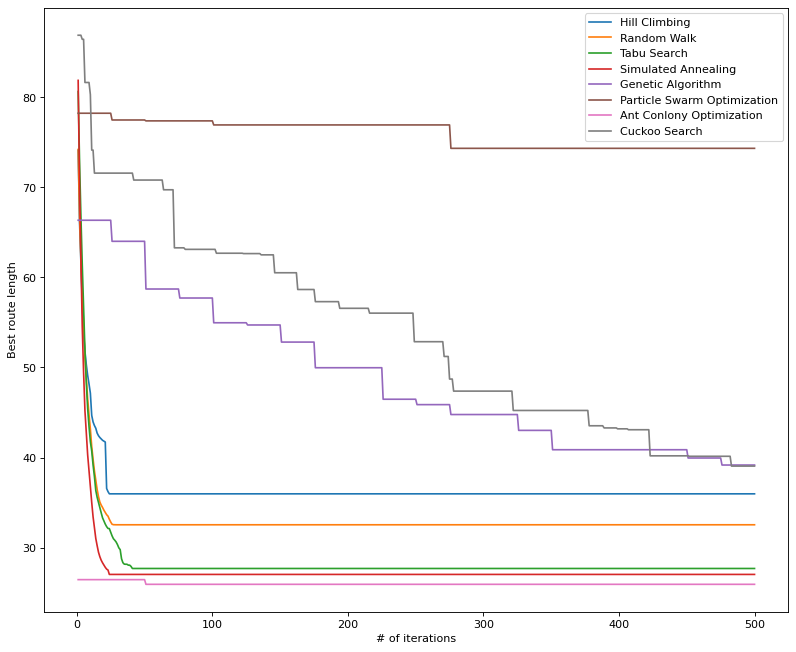 Hill Climbing
Random Walk
Tabu Search
Simulated Annealing
Genetic Algorithm
Particle Swarm Optimization
Ant Conlony Optimization
Cuckoo Search
80
70
60
50
40
30
Best route length
0 100 200 300 400 500
# of iterations